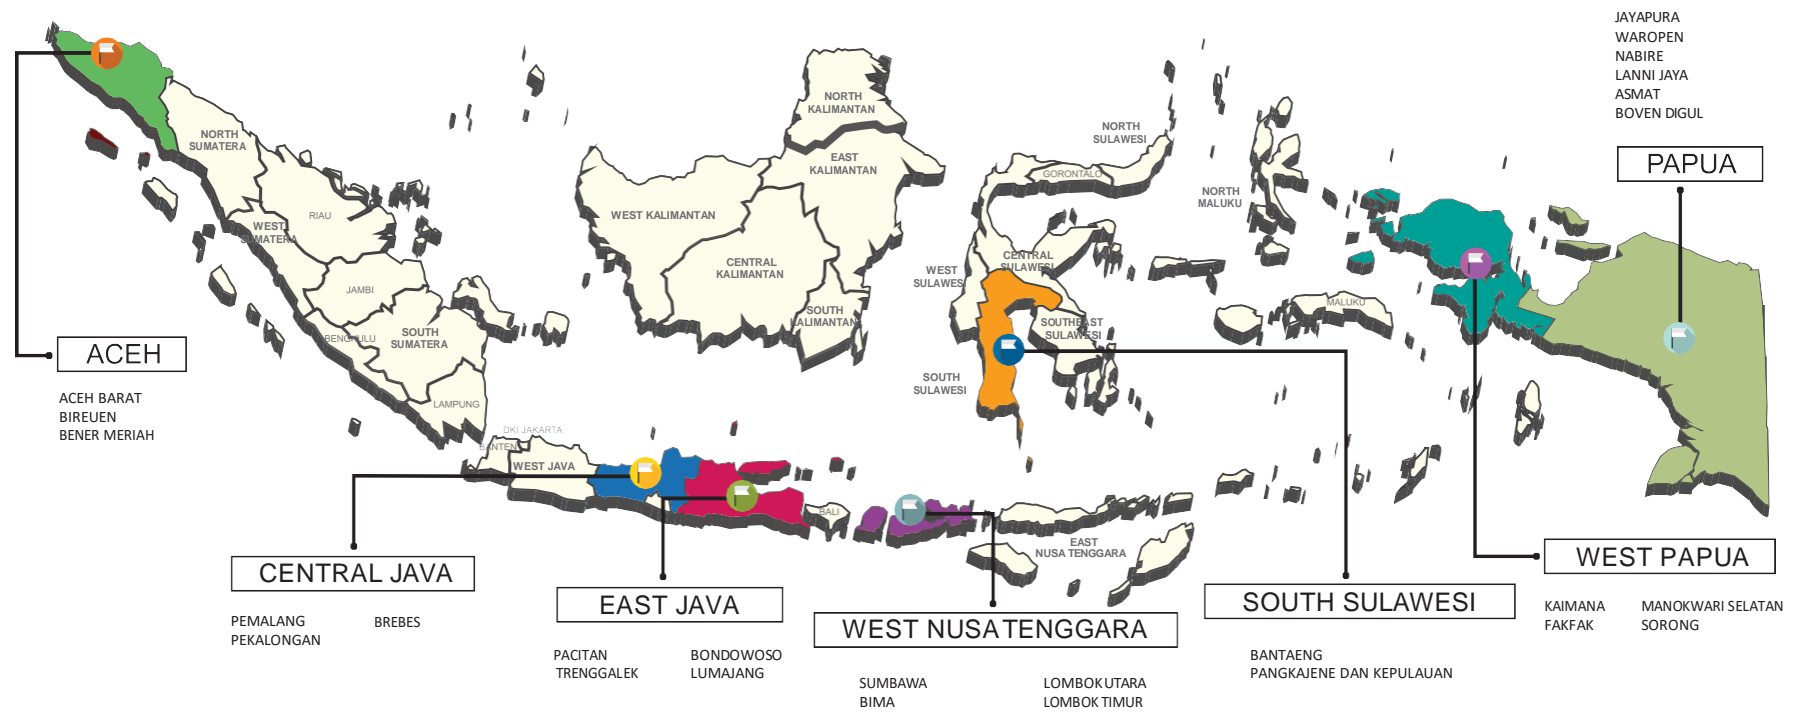 JAYAPURA
WAROPEN
NABIRE
LANNI JAYA
ASMAT
BOVEN DIGUL
PAPUA
NORTH
KALIMANTAN
NORTH
SUMATERA
NORTH
SULAWESI
EAST
KALIMANTAN
GORONTALO
NORTH
MALUKU
RIAU
WEST KALIMANTAN
WEST
SUMATERA
CENTRAL
KALIMANTAN
CENTRAL
SULAWESI
WEST
SULAWESI
JAMBI
MALUKU
SOUTH
KALIMANTAN
SOUTHEAST
SULAWESI
BENGKULU
SOUTH
SUMATERA
ACEH
ACEH BARAT
BIREUEN
BENER MERIAH
SOUTH
SULAWESI
LAMPUNG
DKI JAKARTA
BANTEN
WEST JAVA
BALI
EAST
NUSA TENGGARA
CENTRAL JAVA
PEMALANG
PEKALONGAN
BREBES
EAST JAVA
PACITAN
TRENGGALEK
BONDOWOSO
LUMAJANG
WEST NUSA TENGGARA
SUMBAWA
BIMA
LOMBOK UTARA
LOMBOK TIMUR
SOUTH SULAWESI
BANTAENG
PANGKAJENE DAN KEPULAUAN
WEST PAPUA
KAIMANA
FAKFAK
MANOKWARI SELATAN
SORONG